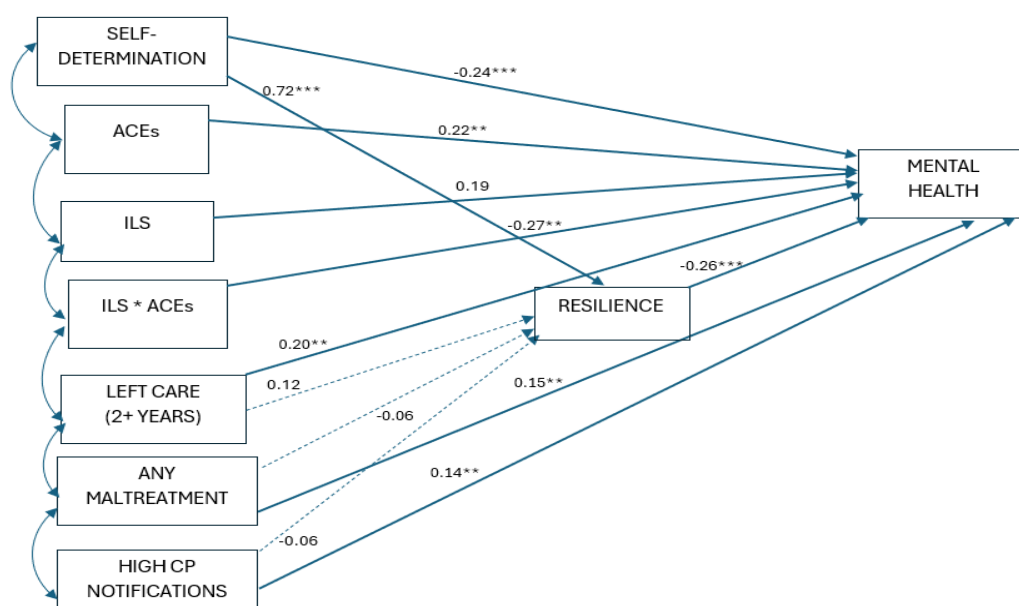 SELF-
DETERMINATION
-0.24***
0.72***
ACEs
0.22**
MENTAL
HEALTH
0.19
ILS
-0.27**
-0.26***
ILS * ACEs
RESILIENCE
0.20**
0.12
LEFT CARE
(2+ YEARS)
0.15**
-0.06
ANY
MALTREATMENT
0.14**
-0.06
HIGH CP
NOTIFICATIONS